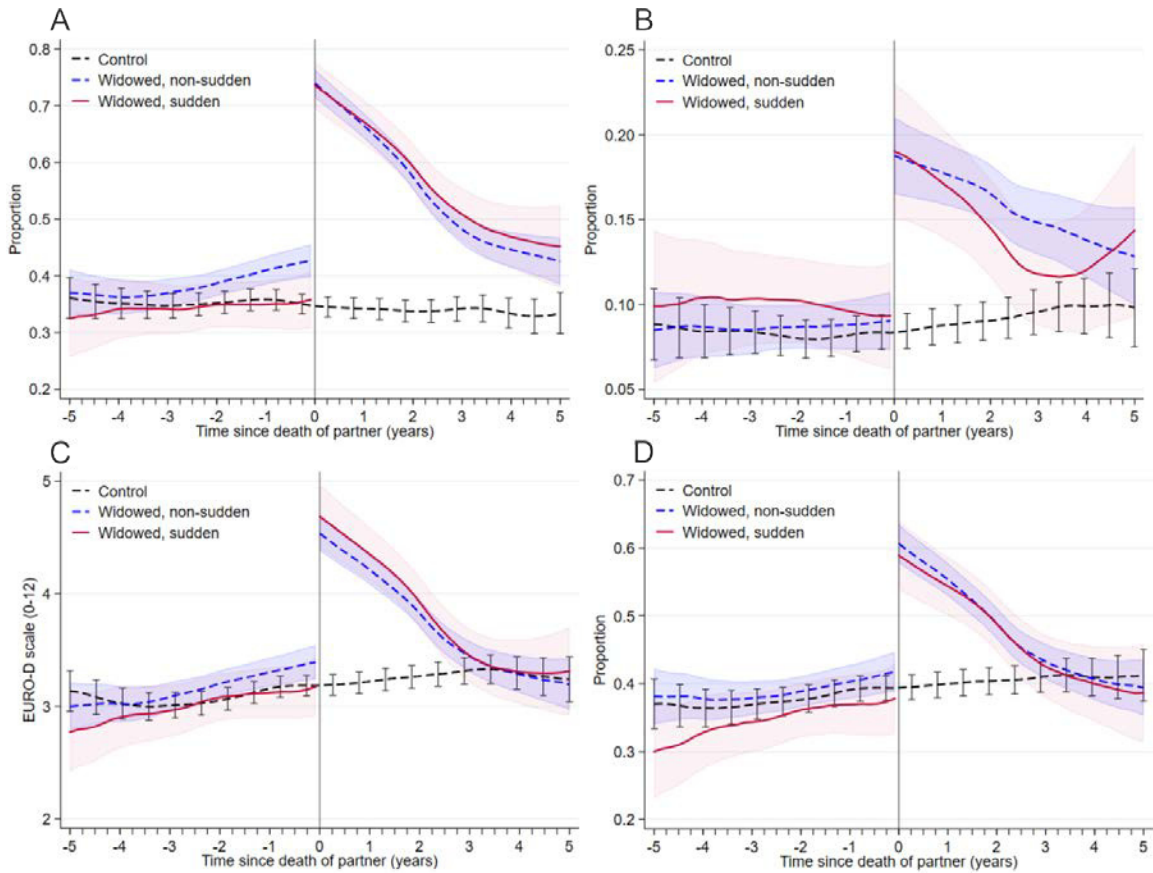 A
0.8
0.7
0.6
0.5
0.4
0.3
0.2
Proportion
Control
Widowed, non-sudden
Widowed, sudden
-5 -4 -3 -2 -1 0 1 2 3 4 5
Time since death of partner (years)
B
0.25
0.20
0.15
0.10
0.05
Proportion
Control
Widowed, non-sudden
Widowed, sudden
-5 -4 -3 -2 -1 0 1 2 3 4 5
Time since death of partner (years)
C
5
4
3
2
EURO-D scale (0-12)
Control
Widowed, non-sudden
Widowed, sudden
-5 -4 -3 -2 -1 0 1 2 3 4 5
Time since death of partner (years)
D
0.7
0.6
0.5
0.4
0.3
0.2
Proportion
Control
Widowed, non-sudden
Widowed, sudden
-5 -4 -3 -2 -1 0 1 2 3 4 5
Time since death of partner (years)